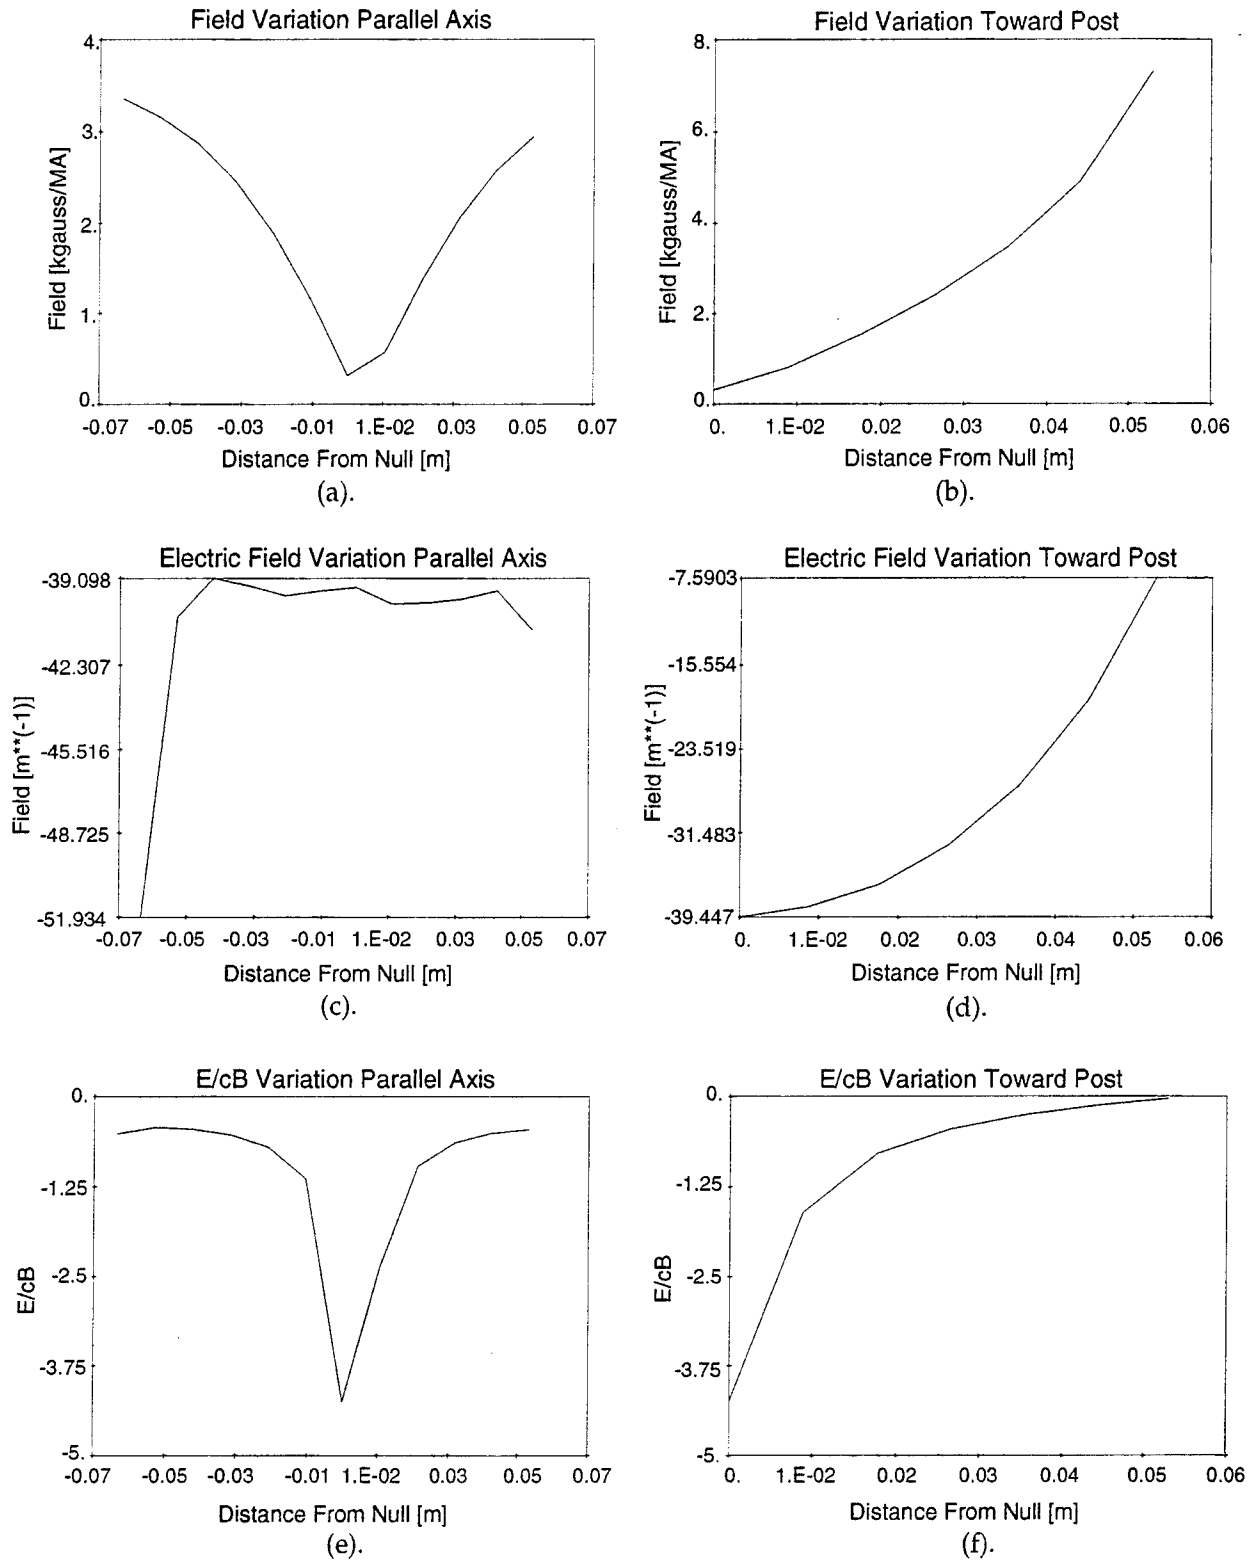 Field Variation Parallel Axis
4.
3.
2.
1.
0.
Field [kgauss/MA]
-0.07 -0.05 -0.03 -0.01 1.E-02 0.03 0.05 0.07
Distance From Null [m]
(a).
Field Variation Toward Post
8.
6.
4.
2.
0.
Field [kgauss/MA]
0. 1.E-02 0.02 0.03 0.04 0.05 0.06
Distance From Null [m]
(b).
Electric Field Variation Parallel Axis
-39.098
-42.307
-45.516
-48.725
-51.934
Field [m**(-1)]
-0.07 -0.05 -0.03 -0.01 1.E-02 0.03 0.05 0.07
Distance From Null [m]
(c).
Electric Field Variation Toward Post
-7.5903
-15.554
-23.519
-31.483
-39.447
Field [m**(-1)]
0. 1.E-02 0.02 0.03 0.04 0.05 0.06
Distance From Null [m]
(d).
E/cB Variation Parallel Axis
0.
-1.25
-2.5
-3.75
-5.
E/cB
-0.07 -0.05 -0.03 -0.01 1.E-02 0.03 0.05 0.07
Distance From Null [m]
(e).
E/cB Variation Toward Post
0.
-1.25
-2.5
-3.75
-5.
E/cB
0. 1.E-02 0.02 0.03 0.04 0.05 0.06
Distance From Null [m]
(f).